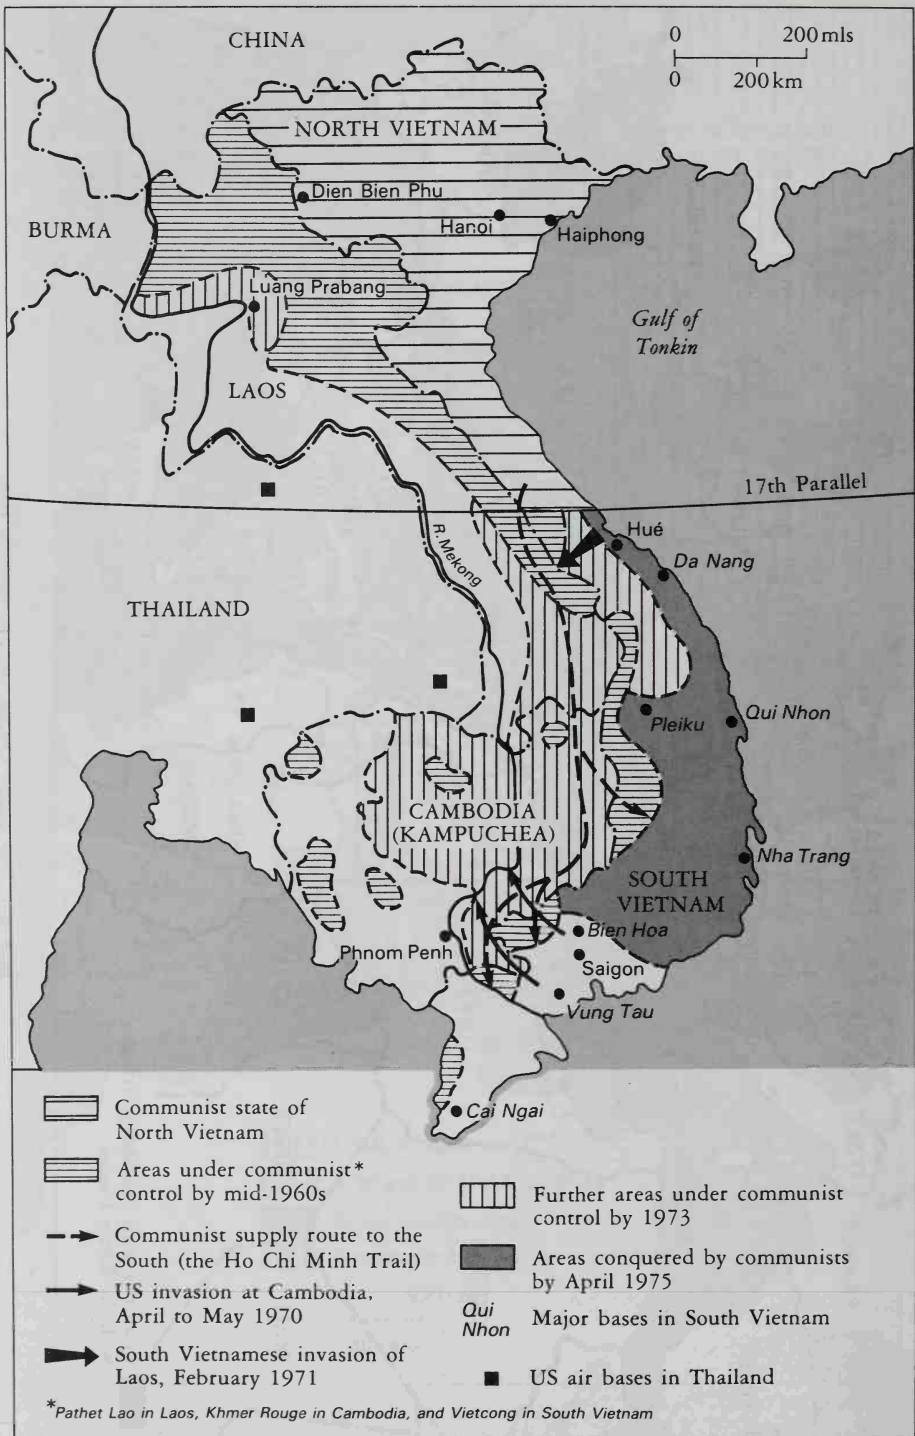 CHINA
0 200 mls
0 200 km
NORTH VIETNAM
Dien Bien Phu
BURMA
Hanoi
Haiphong
Luang Prabang
Gulf of
Tonkin
LAOS
17th Parallel
Hué
R. Mekong
Da Nang
THAILAND
Pleiku
Qui Nhon
CAMBODIA
(KAMPUCHEA)
Nha Trang
SOUTH
VIETNAM
Bien Hoa
Phnom Penh
Saigon
Vung Tau
Cai Ngai
Communist state of
North Vietnam
Areas under communist*
control by mid-1960s
Communist supply route to the
South (the Ho Chi Minh Trail)
US invasion at Cambodia,
April to May 1970
South Vietnamese invasion of
Laos, February 1971
Further areas under communist
control by 1973
Areas conquered by communists
by April 1975
Qui
Nhon
Major bases in South Vietnam
US air bases in Thailand
*Pathet Lao in Laos, Khmer Rouge in Cambodia, and Vietcong in South Vietnam